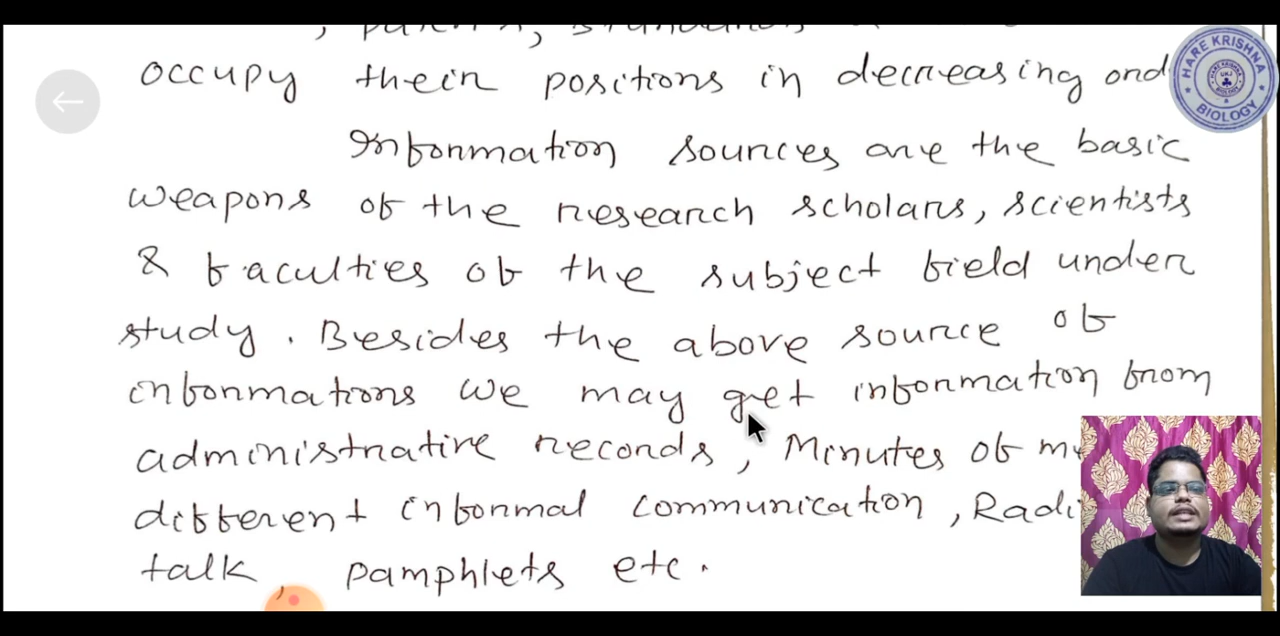 occupy their positions in decreasing ord
Information sources are the basic
weapons of the research scholars, scientists
& faculties of the subject field under
study. Besides the above source of
informations we may get information from
administrative records, Minutes of m
different informal communication, Radi
talk, pamphlets etc.
HARE KRISHNA
BIOLOGY